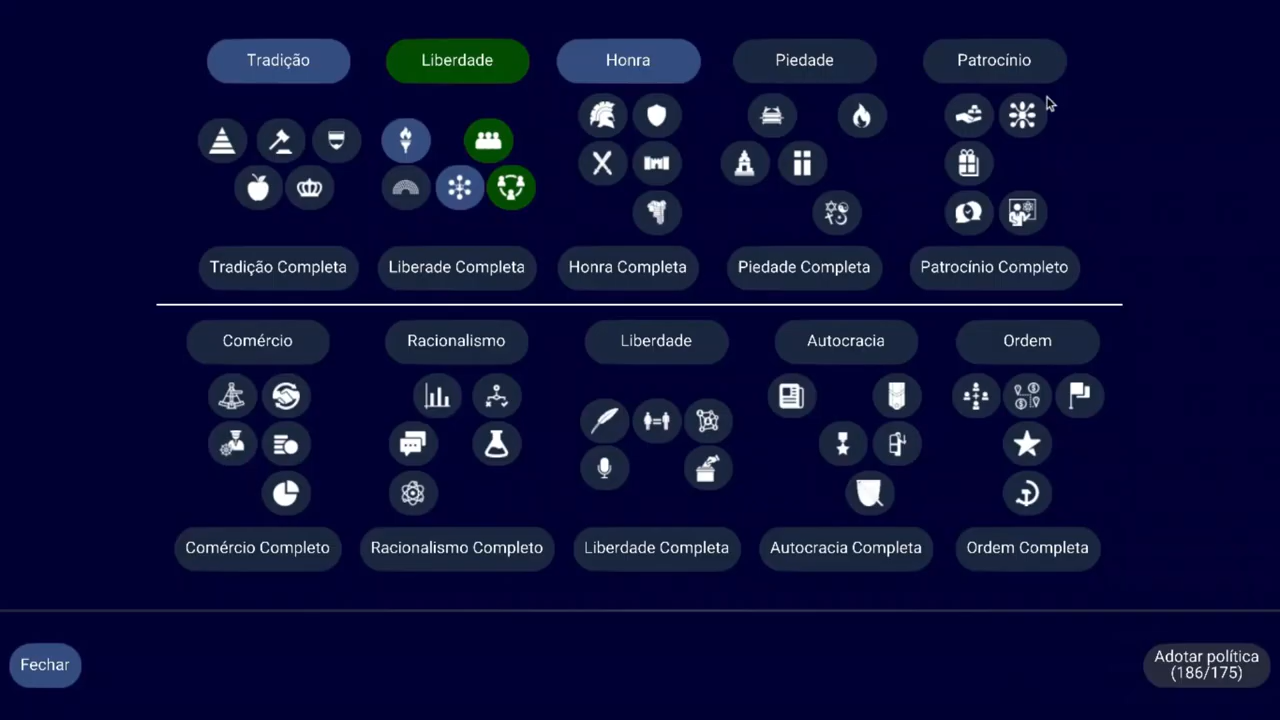 Tradição
Liberdade
Honra
Piedade
Patrocínio
Tradição Completa
Liberade Completa
Honra Completa
Piedade Completa
Patrocínio Completo
Comércio
Racionalismo
Liberdade
Autocracia
Ordem
Comércio Completo
Racionalismo Completo
Liberdade Completa
Autocracia Completa
Ordem Completa
Fechar
Adotar política
(186/175)